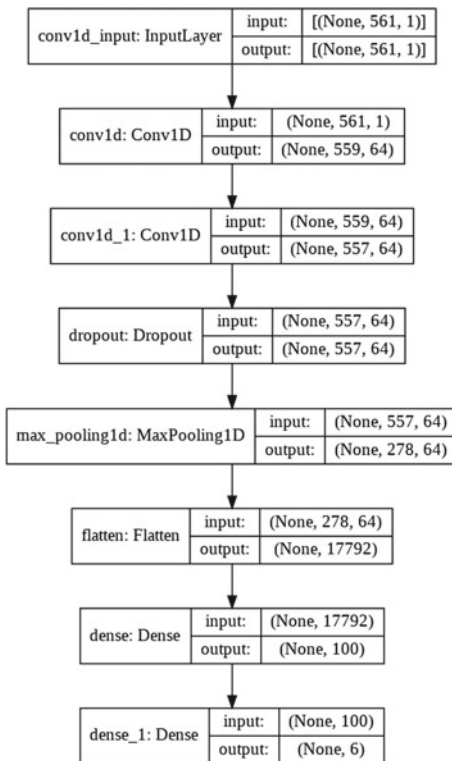 conv1d_input: InputLayer
input: [(None, 561, 1)]
output: [(None, 561, 1)]
conv1d: Conv1D
input: (None, 561, 1)
output: (None, 559, 64)
conv1d_1: Conv1D
input: (None, 559, 64)
output: (None, 557, 64)
dropout: Dropout
input: (None, 557, 64)
output: (None, 557, 64)
max_pooling1d: MaxPooling1D
input: (None, 557, 64)
output: (None, 278, 64)
flatten: Flatten
input: (None, 278, 64)
output: (None, 17792)
dense: Dense
input: (None, 17792)
output: (None, 100)
dense_1: Dense
input: (None, 100)
output: (None, 6)